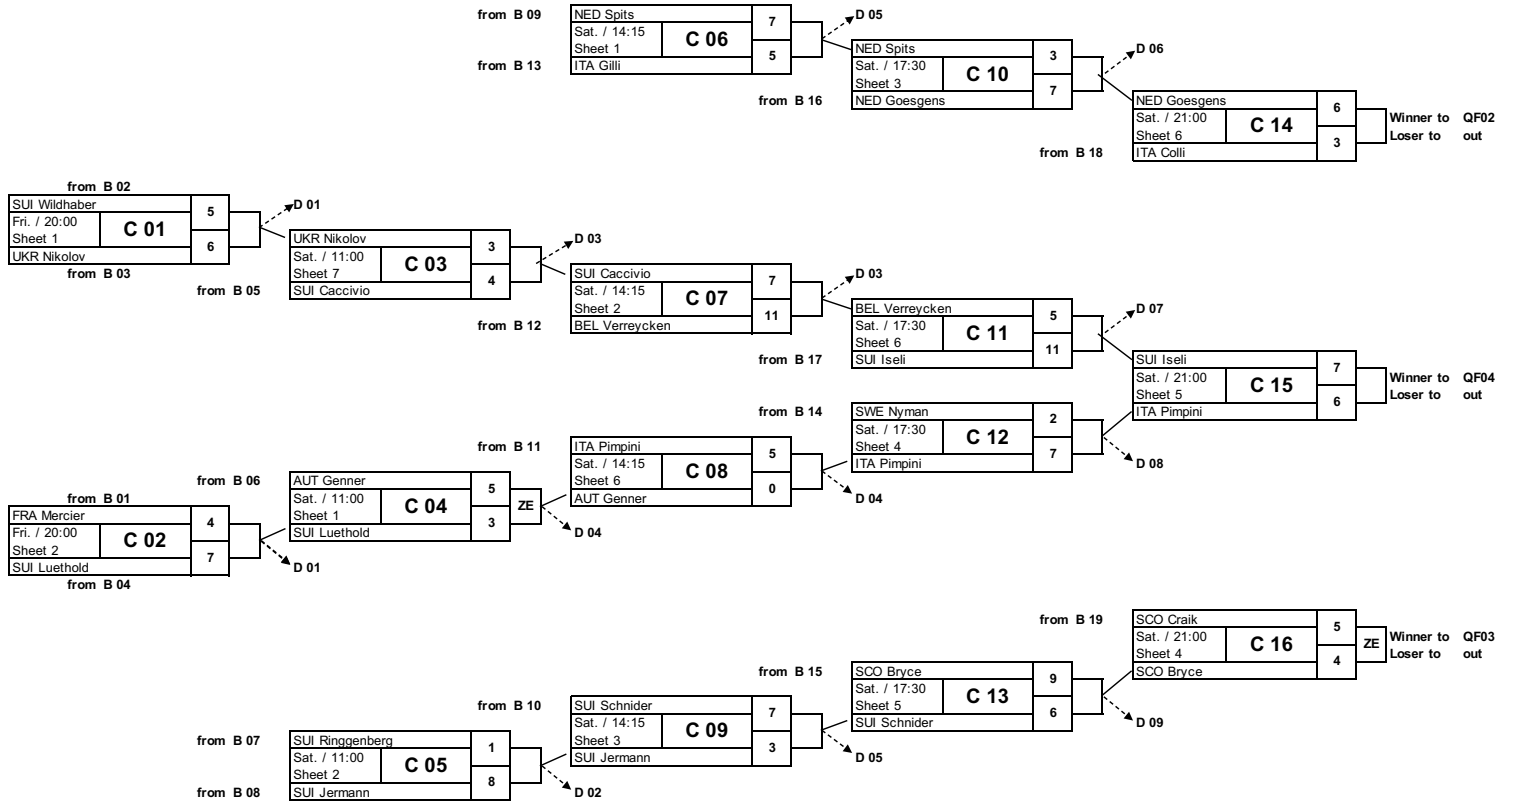 from B 09
NED Spits
7
D 05
Sat. / 14:15
Sheet 1
C 06
from B 13
ITA Gilli
5
NED Spits
3
D 06
Sat. / 17:30
Sheet 3
C 10
from B 16
NED Goesgens
7
NED Goesgens
6
Sat. / 21:00
Sheet 6
C 14
Winner to QF02
Loser to out
from B 18
ITA Colli
3
from B 02
SUI Wildhaber
5
D 01
Fri. / 20:00
Sheet 1
C 01
UKR Nikolov
6
from B 03
UKR Nikolov
3
D 03
Sat. / 11:00
Sheet 7
C 03
from B 05
SUI Caccivio
4
SUI Caccivio
7
D 03
Sat. / 14:15
Sheet 2
C 07
from B 12
BEL Verreycken
11
BEL Verreycken
5
D 07
Sat. / 17:30
Sheet 6
C 11
from B 17
SUI Iseli
11
SUI Iseli
7
Sat. / 21:00
Sheet 5
C 15
Winner to QF04
Loser to out
ITA Pimpini
6
from B 14
SWE Nyman
2
Sat. / 17:30
Sheet 4
C 12
ITA Pimpini
7
D 08
from B 11
ITA Pimpini
5
Sat. / 14:15
Sheet 6
C 08
AUT Genner
0
D 04
from B 06
AUT Genner
5
Sat. / 11:00
Sheet 1
C 04
ZE
SUI Luethold
3
D 04
from B 01
FRA Mercier
4
Fri. / 20:00
Sheet 2
C 02
SUI Luethold
7
D 01
from B 04
from B 19
SCO Craik
5
Sat. / 21:00
Sheet 4
C 16
ZE
Winner to QF03
Loser to out
SCO Bryce
4
from B 15
SCO Bryce
9
Sat. / 17:30
Sheet 5
C 13
SUI Schnider
6
D 09
from B 10
SUI Schnider
7
Sat. / 14:15
Sheet 3
C 09
SUI Jermann
3
D 05
from B 07
SUI Ringgenberg
1
Sat. / 11:00
Sheet 2
C 05
from B 08
SUI Jermann
8
D 02